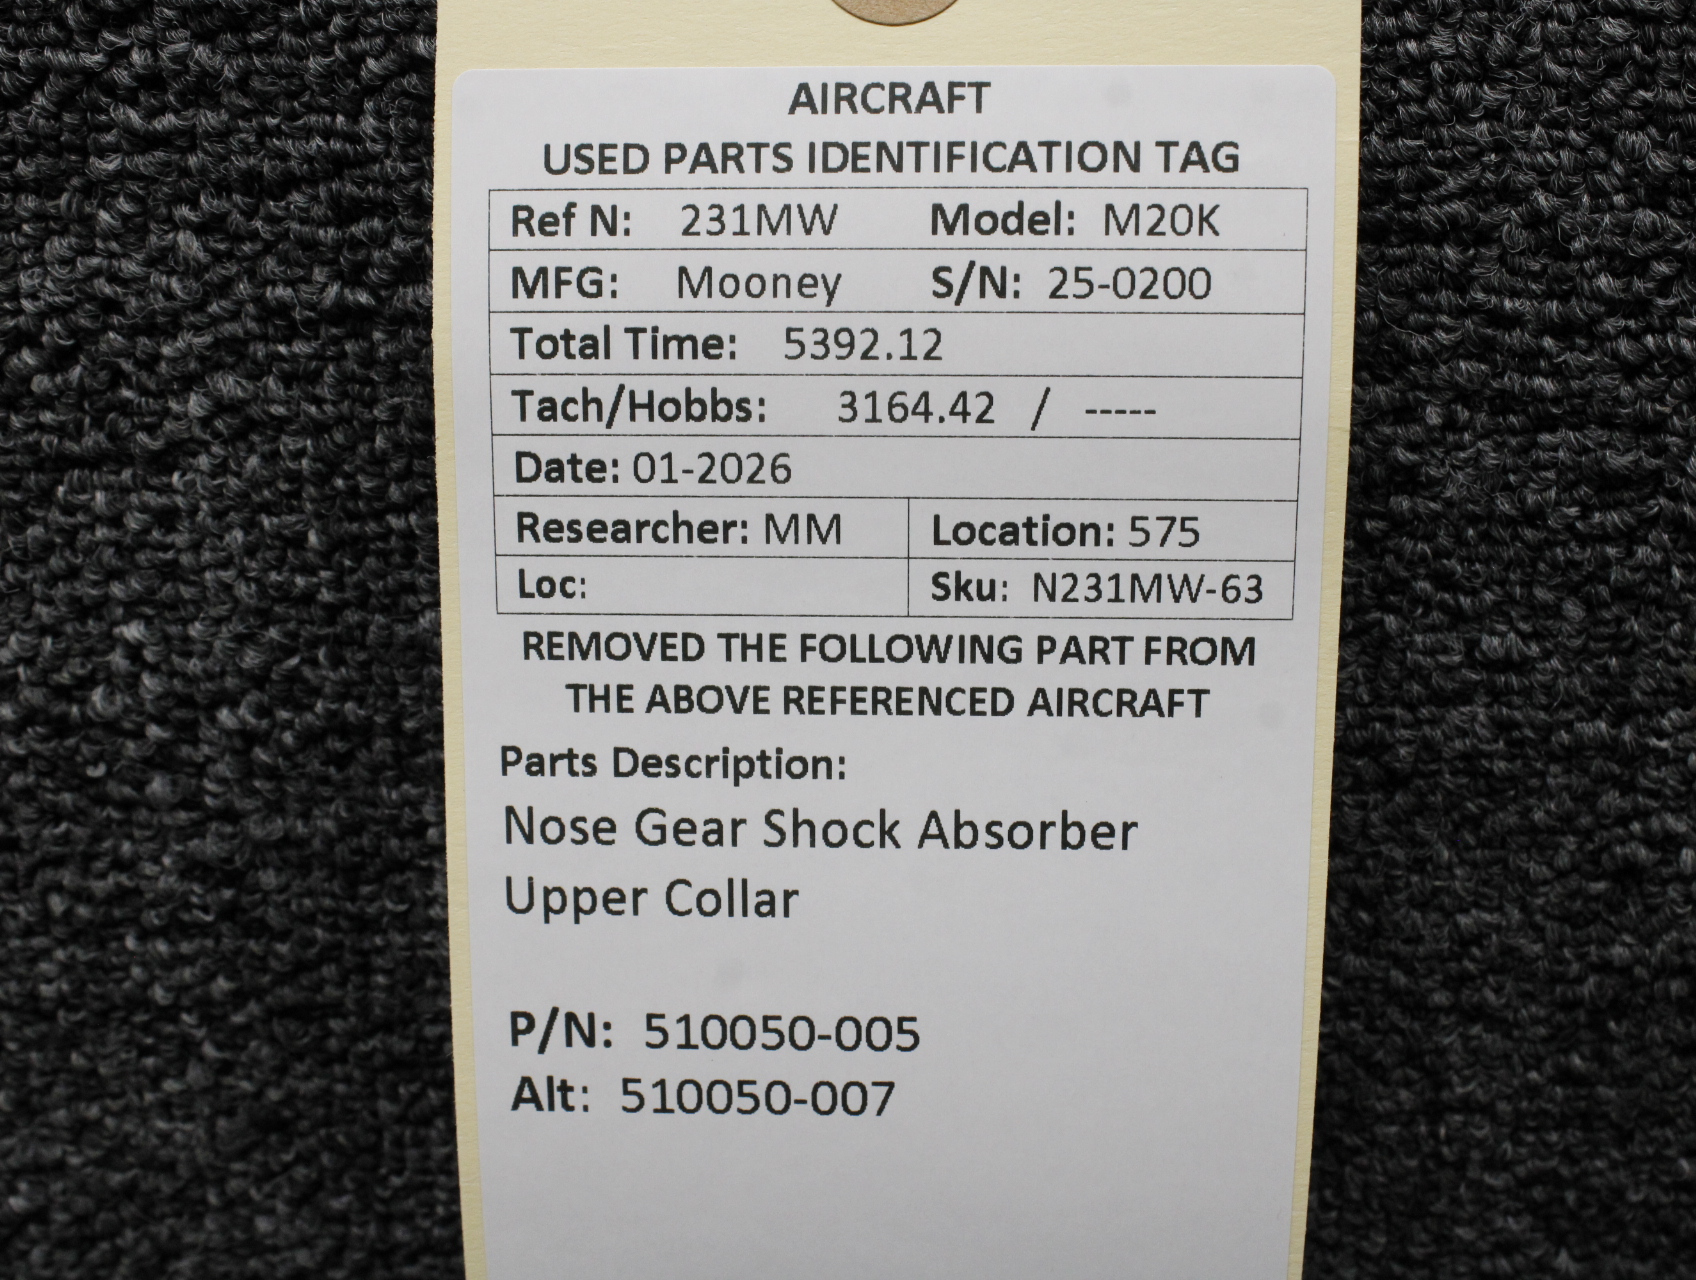 AIRCRAFT
USED PARTS IDENTIFICATION TAG
Ref N: 231MW Model: M20K
MFG: Mooney S/N: 25-0200
Total Time: 5392.12
Tach/Hobbs: 3164.42 / -----
Date: 01-2026
Researcher: MM Location: 575
Loc: Sku: N231MW-63
REMOVED THE FOLLOWING PART FROM
THE ABOVE REFERENCED AIRCRAFT
Parts Description:
Nose Gear Shock Absorber
Upper Collar
P/N: 510050-005
Alt: 510050-007